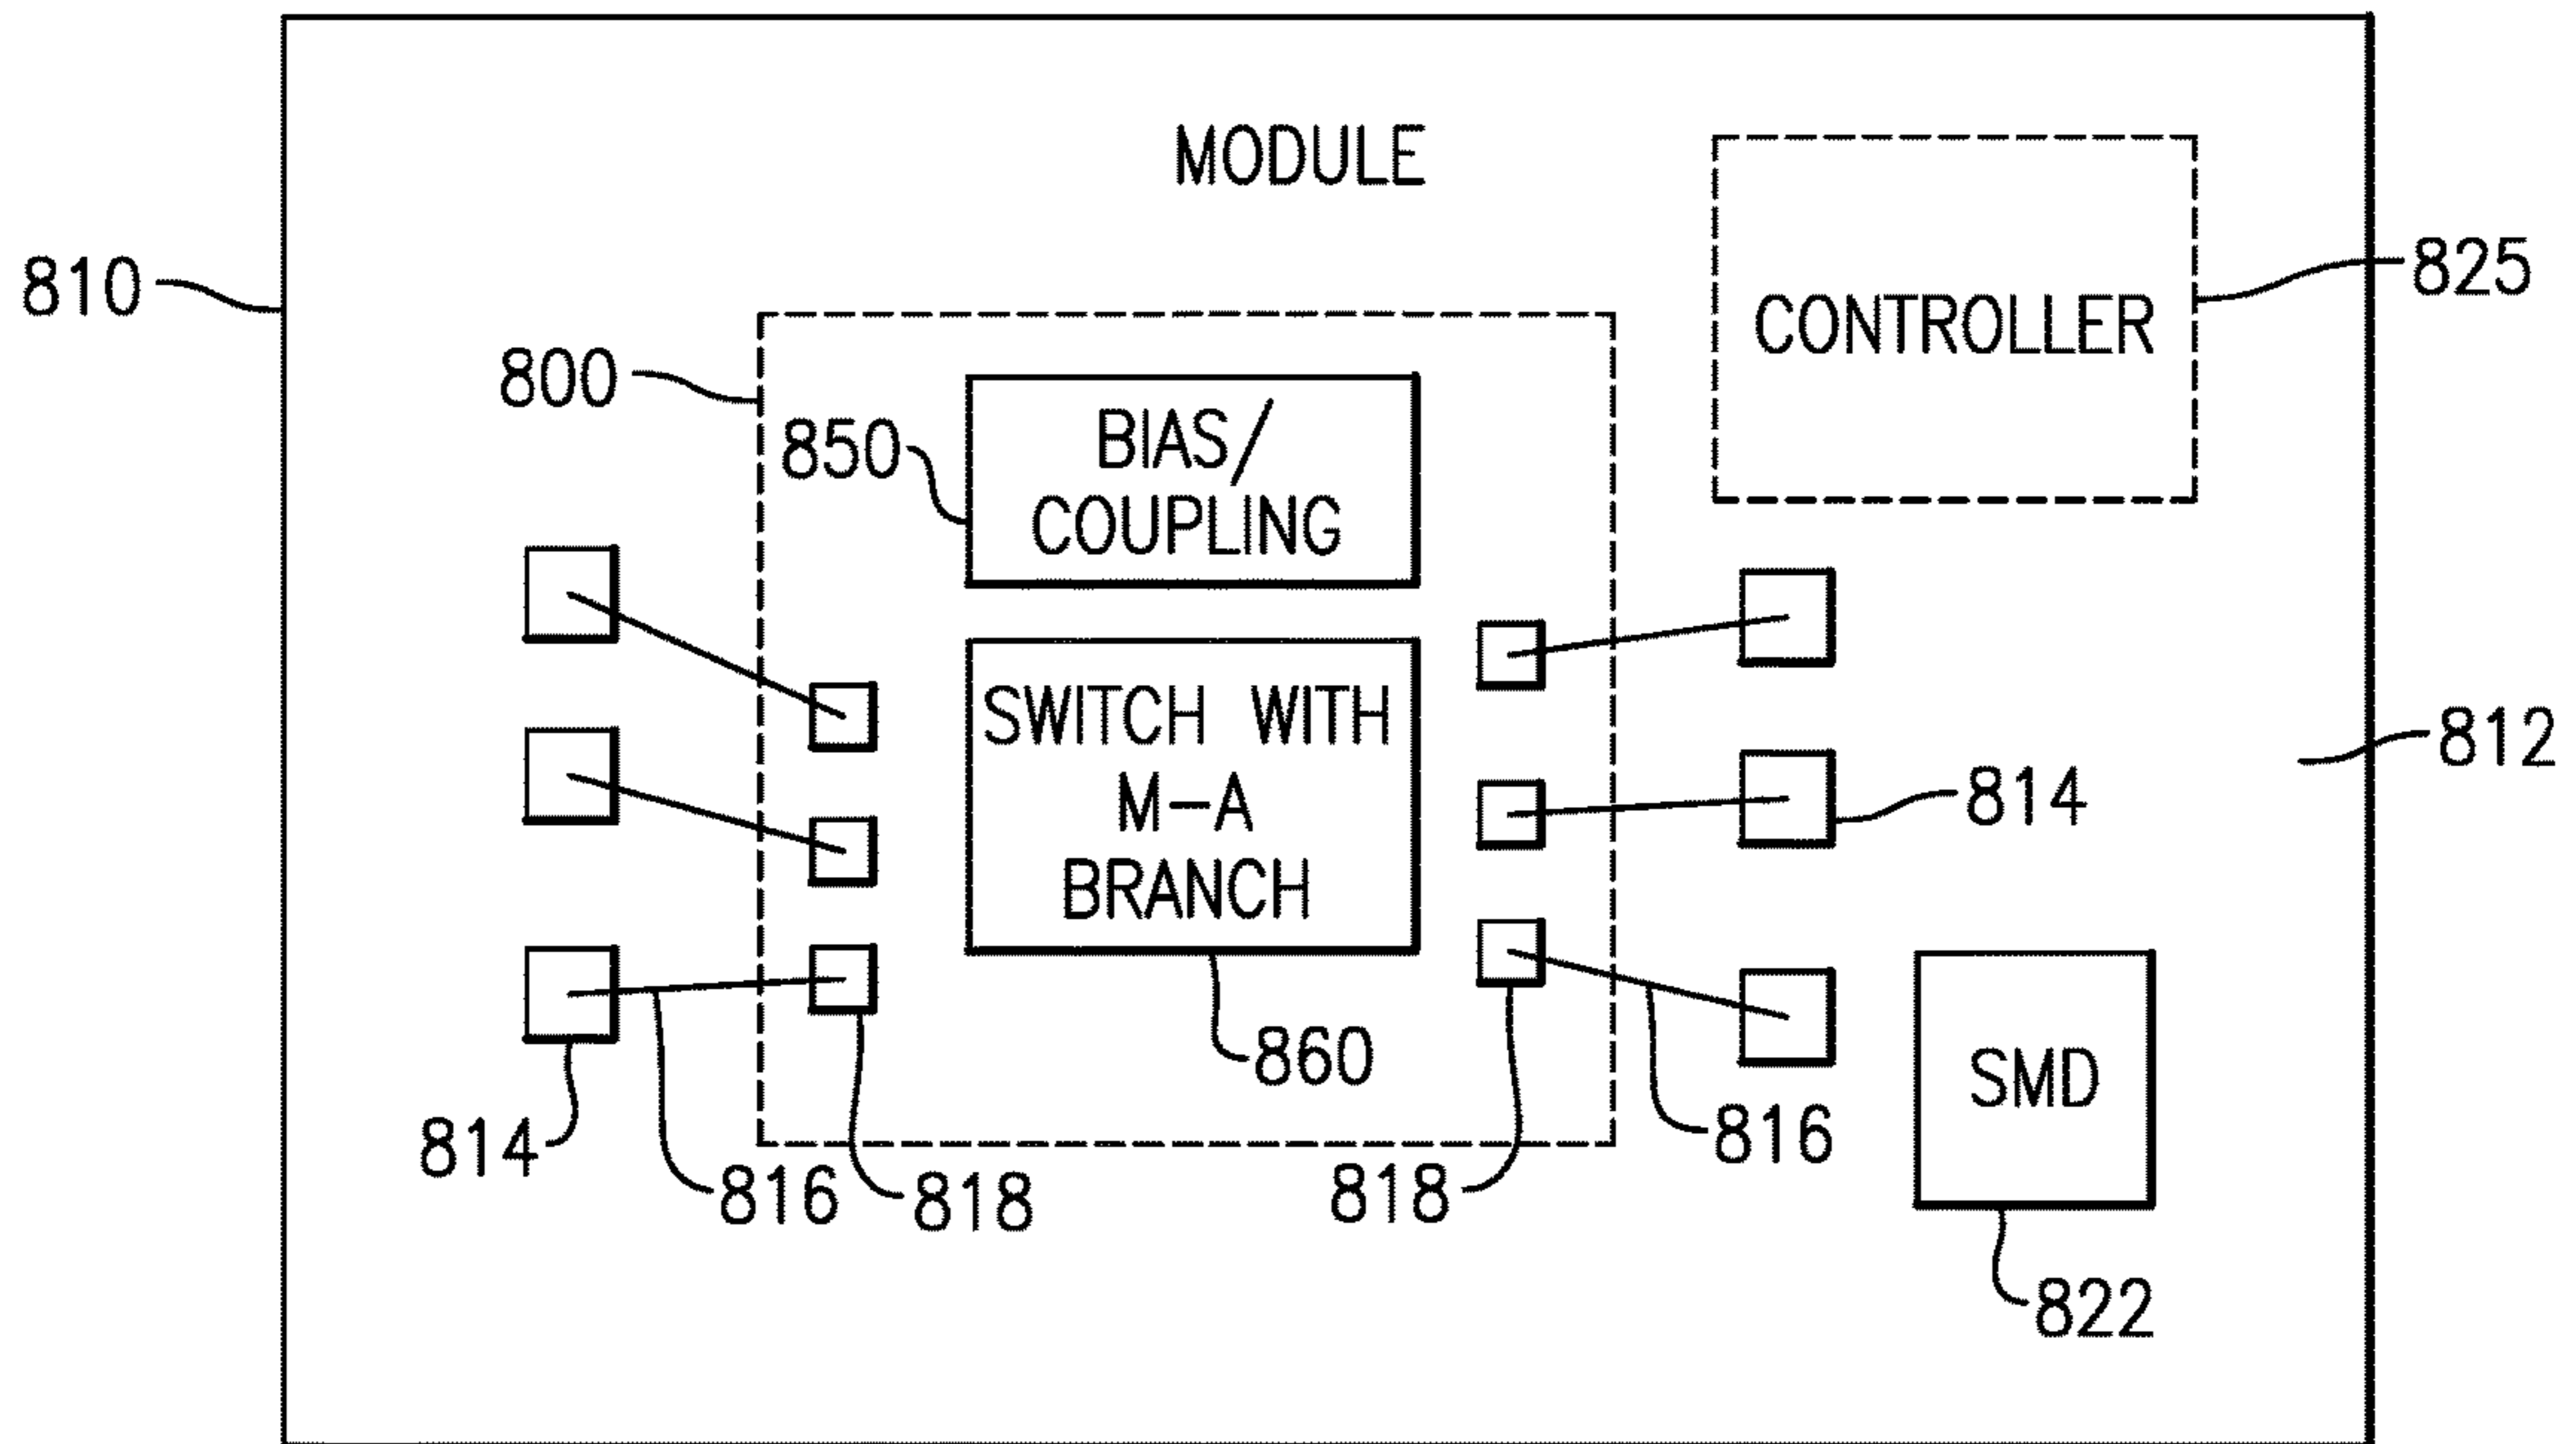 MODULE
810
825
CONTROLLER
800
BIAS/
COUPLING
850
SWITCH WITH
M-A
BRANCH
812
814
860
SMD
814
816
818
818
816
822